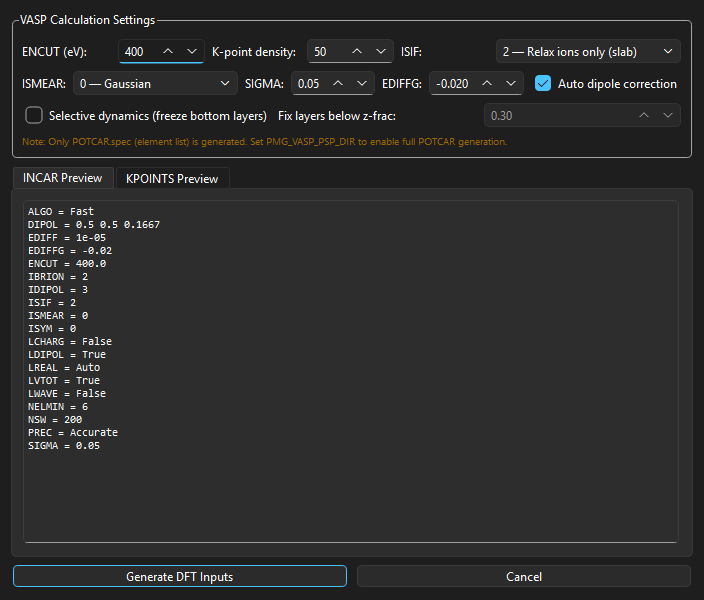 VASP Calculation Settings
ENCUT (eV): 400 K-point density: 50 ISIF: 2 — Relax ions only (slab)
ISMEAR: 0 — Gaussian SIGMA: 0.05 EDIFFG: -0.020 Auto dipole correction
Selective dynamics (freeze bottom layers) Fix layers below z-frac: 0.30
Note: Only POTCAR.spec (element list) is generated. Set PMG_VASP_PSP_DIR to enable full POTCAR generation.
INCAR Preview KPOINTS Preview
ALGO = Fast
DIPOL = 0.5 0.5 0.1667
EDIFF = 1e-05
EDIFFG = -0.02
ENCUT = 400.0
IBRION = 2
IDIPOL = 3
ISIF = 2
ISMEAR = 0
ISYM = 0
LCHARG = False
LDIPOL = True
LREAL = Auto
LVTOT = True
LWAVE = False
NELMIN = 6
NSW = 200
PREC = Accurate
SIGMA = 0.05
Generate DFT Inputs Cancel